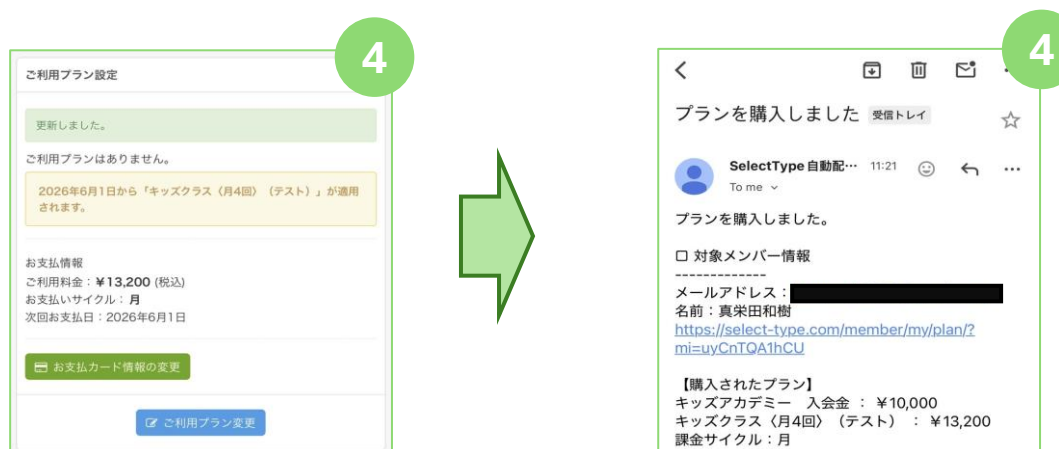 4
ご利用プラン設定
更新しました。
ご利用プランはありません。
2026年6月1日から「キッズクラス〈月4回〉（テスト）」が適用
されます。
お支払情報
ご利用料金：¥13,200 (税込)
お支払いサイクル： 月
次回お支払日：2026年6月1日
お支払カード情報の変更
ご利用プラン変更
4
プランを購入しました 受信トレイ
SelectType 自動配… 11:21
To me
プランを購入しました。
□ 対象メンバー情報
-------------
メールアドレス：
名前：真栄田和樹
https://select-type.com/member/my/plan/?
mi=uyCnTQA1hCU
【購入されたプラン】
キッズアカデミー　入会金 ： ¥10,000
キッズクラス〈月4回〉（テスト） ： ¥13,200
課金サイクル：月